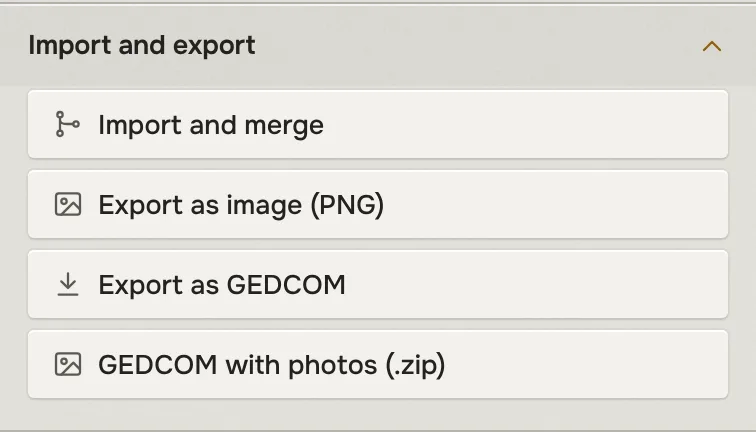 Import and export
Import and merge
Export as image (PNG)
Export as GEDCOM
GEDCOM with photos (.zip)